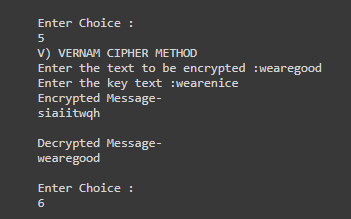 Enter Choice :
5
V) VERNAM CIPHER METHOD
Enter the text to be encrypted :wearegood
Enter the key text :wearenice
Encrypted Message-
siaiitwqh
Decrypted Message-
wearegood
Enter Choice :
6